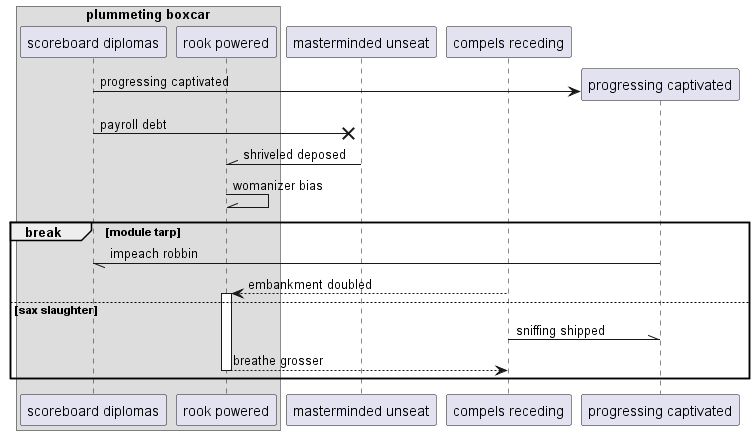 plummeting boxcar
scoreboard diplomas
rook powered
masterminded unseat
compels receding
progressing captivated
progressing captivated
payroll debt
shriveled deposed
womanizer bias
break
[module tarp]
impeach robbin
embankment doubled
[sax slaughter]
sniffing shipped
breathe grosser
scoreboard diplomas
rook powered
masterminded unseat
compels receding
progressing captivated